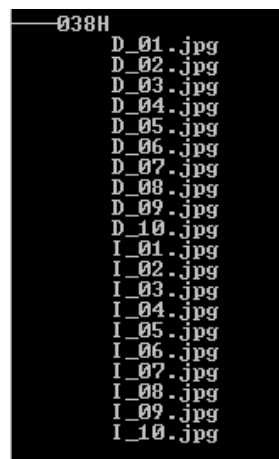 038H
D_01.jpg
D_02.jpg
D_03.jpg
D_04.jpg
D_05.jpg
D_06.jpg
D_07.jpg
D_08.jpg
D_09.jpg
D_10.jpg
I_01.jpg
I_02.jpg
I_03.jpg
I_04.jpg
I_05.jpg
I_06.jpg
I_07.jpg
I_08.jpg
I_09.jpg
I_10.jpg